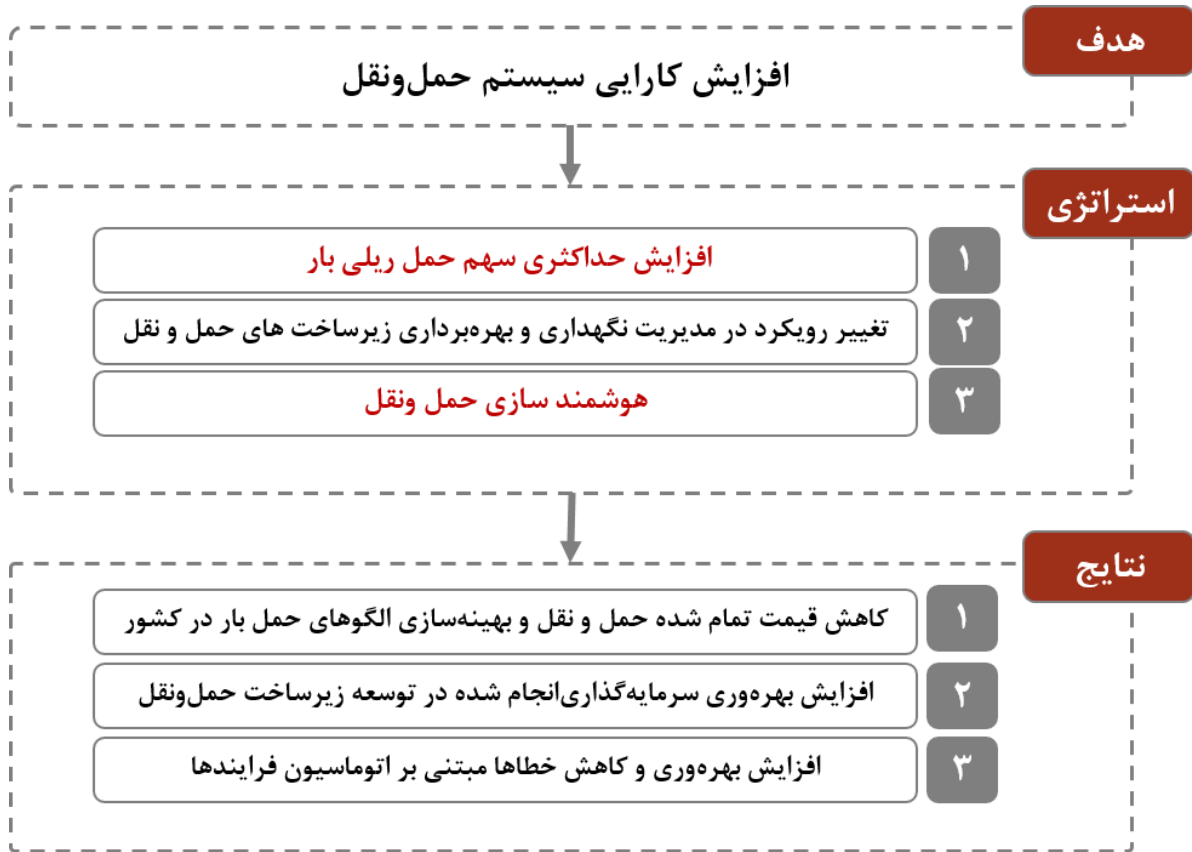 هدف
افزایش کارایی سیستم حمل‌ونقل
استراتژی
۱ افزایش حداکثری سهم حمل ریلی بار
۲ تغییر رویکرد در مدیریت نگهداری و بهره‌برداری زیرساخت های حمل و نقل
۳ هوشمند سازی حمل ونقل
نتایج
۱ کاهش قیمت تمام شده حمل و نقل و بهینه‌سازی الگوهای حمل بار در کشور
۲ افزایش بهره‌وری سرمایه‌گذاری‌انجام شده در توسعه زیرساخت حمل‌ونقل
۳ افزایش بهره‌وری و کاهش خطاها مبتنی بر اتوماسیون فرایندها